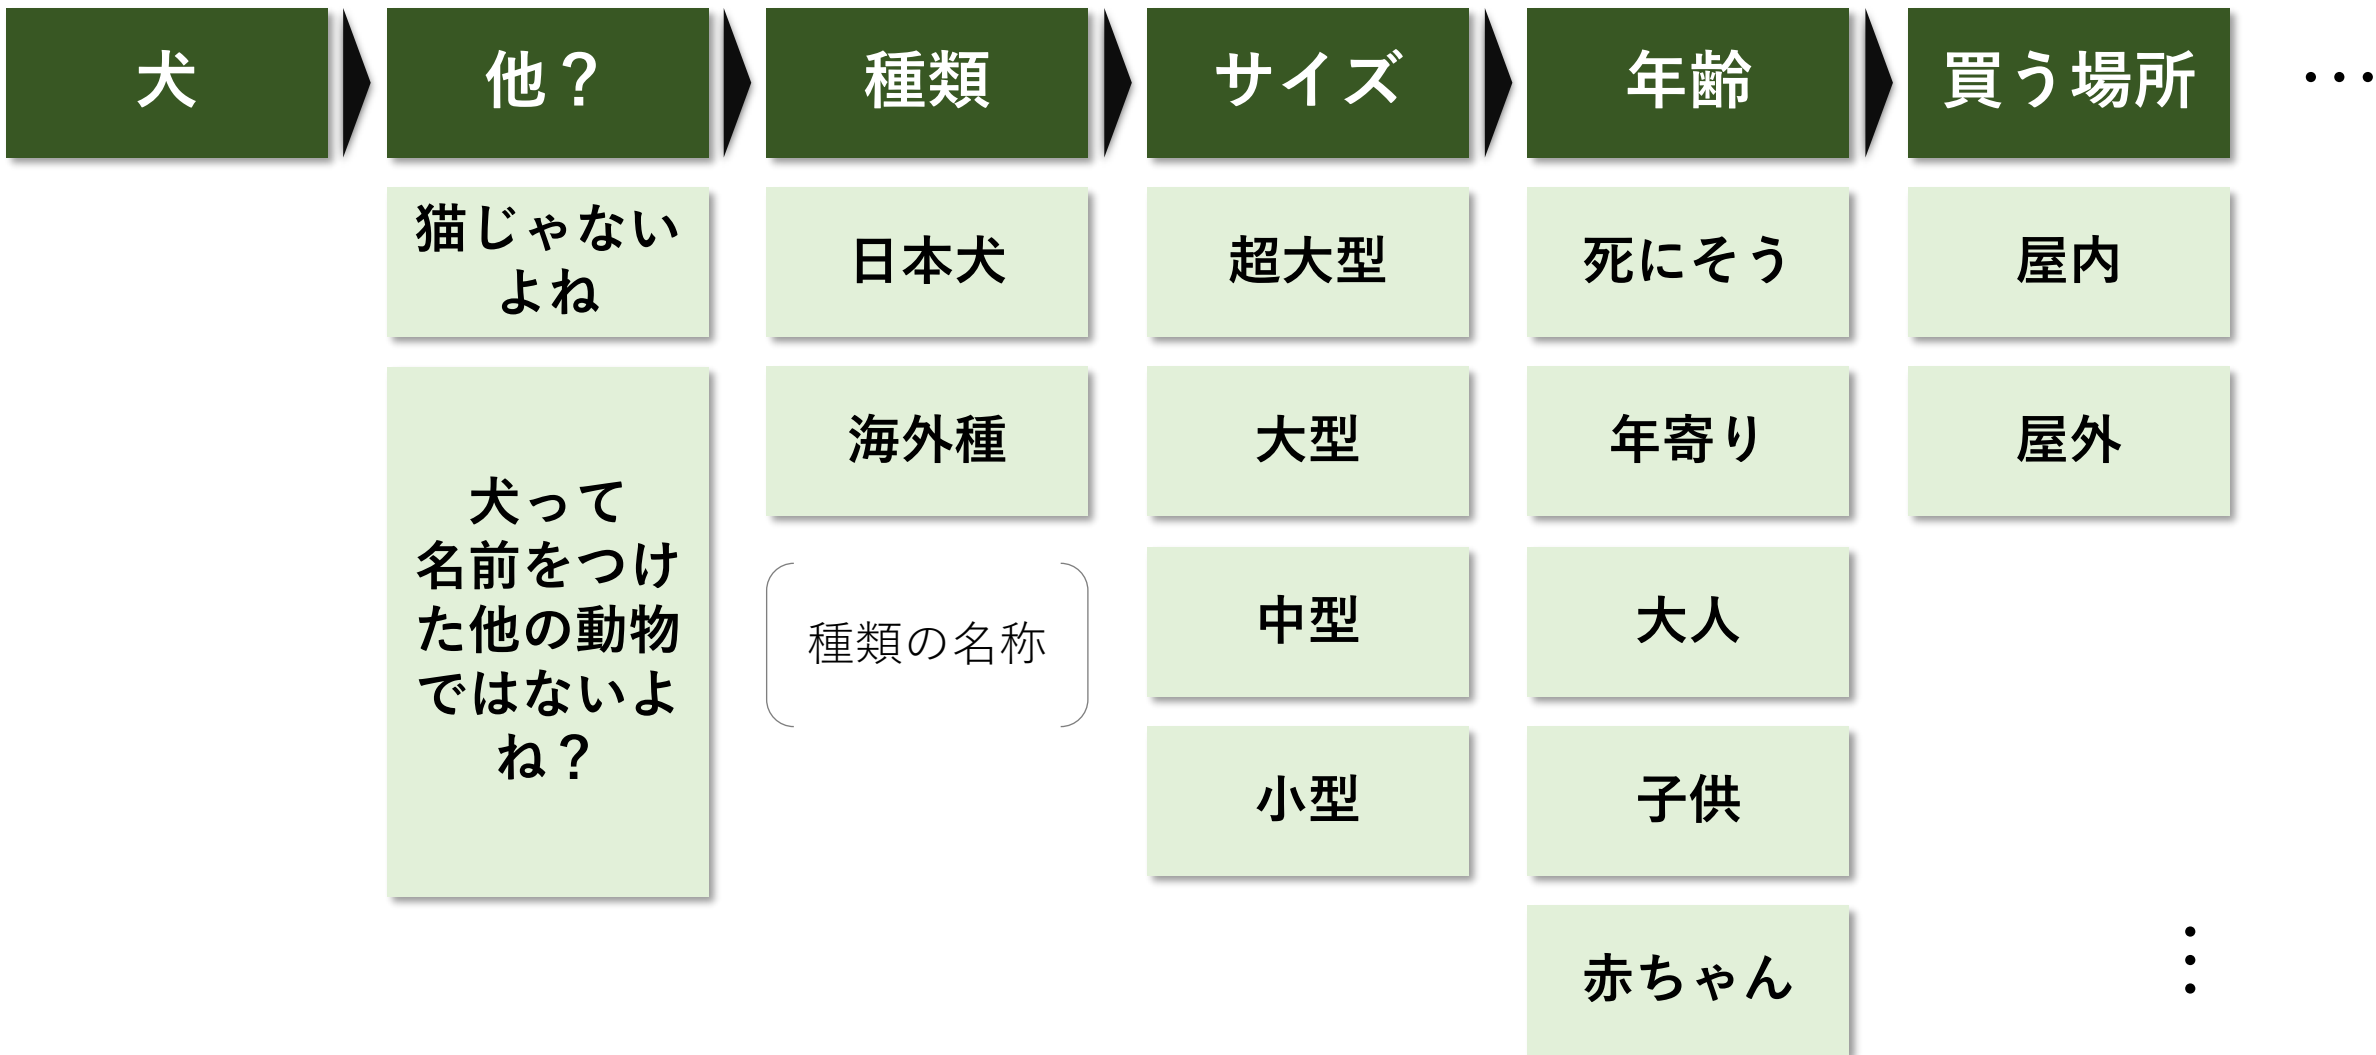 犬
他？
種類
サイズ
年齢
買う場所
・・・
猫じゃない
よね
日本犬
超大型
死にそう
屋内
犬って
名前をつけ
た他の動物
ではないよ
ね？
海外種
大型
年寄り
屋外
種類の名称
中型
大人
小型
子供
赤ちゃん
・・・